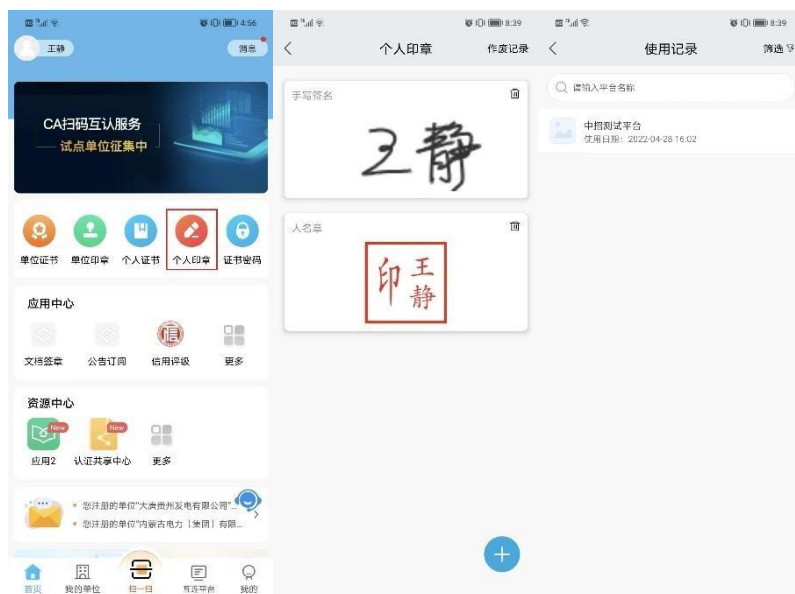 4:56
王静
消息
CA扫码互认服务
试点单位征集中
单位证书 单位印章 个人证书 个人印章 证书密码
应用中心
文档签章 公告订阅 信用评级 更多
资源中心
New New
应用2 认证共享中心 更多
您注册的单位"大唐贵州发电有限公司"...
您注册的单位"内蒙古电力（集团）有限...
首页 我的单位 扫一扫 互连平台 我的
8:39
个人印章 作废记录
手写签名
王静
人名章
印 王静
8:39
使用记录 筛选
请输入平台名称
中招测试平台
使用日期：2022-04-28 16:02